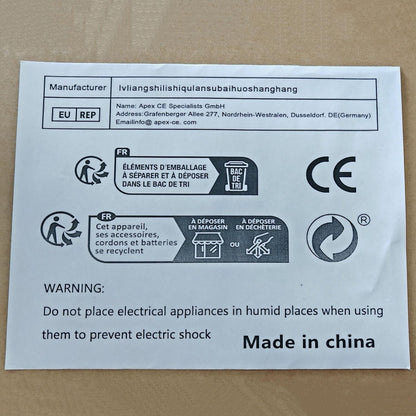 Manufacturer lvliangshilishiqulansubaihuoshanghang
EU REP
Name: Apex CE Specialists GmbH
Address:Grafenberger Allee 277, Nordrhein-Westralen, Dusseldorf. DE(Germany)
Emailinfo@ apex-ce. com
FR
ÉLÉMENTS D'EMBALLAGE
À SÉPARER ET À DÉPOSER
DANS LE BAC DE TRI
BAC
DE
TRI
CE
FR
Cet appareil,
ses accessoires,
cordons et batteries
se recyclent
À DÉPOSER
EN MAGASIN
OU
À DÉPOSER
EN DÉCHÈTERIE
®
WARNING:
Do not place electrical appliances in humid places when using
them to prevent electric shock
Made in china